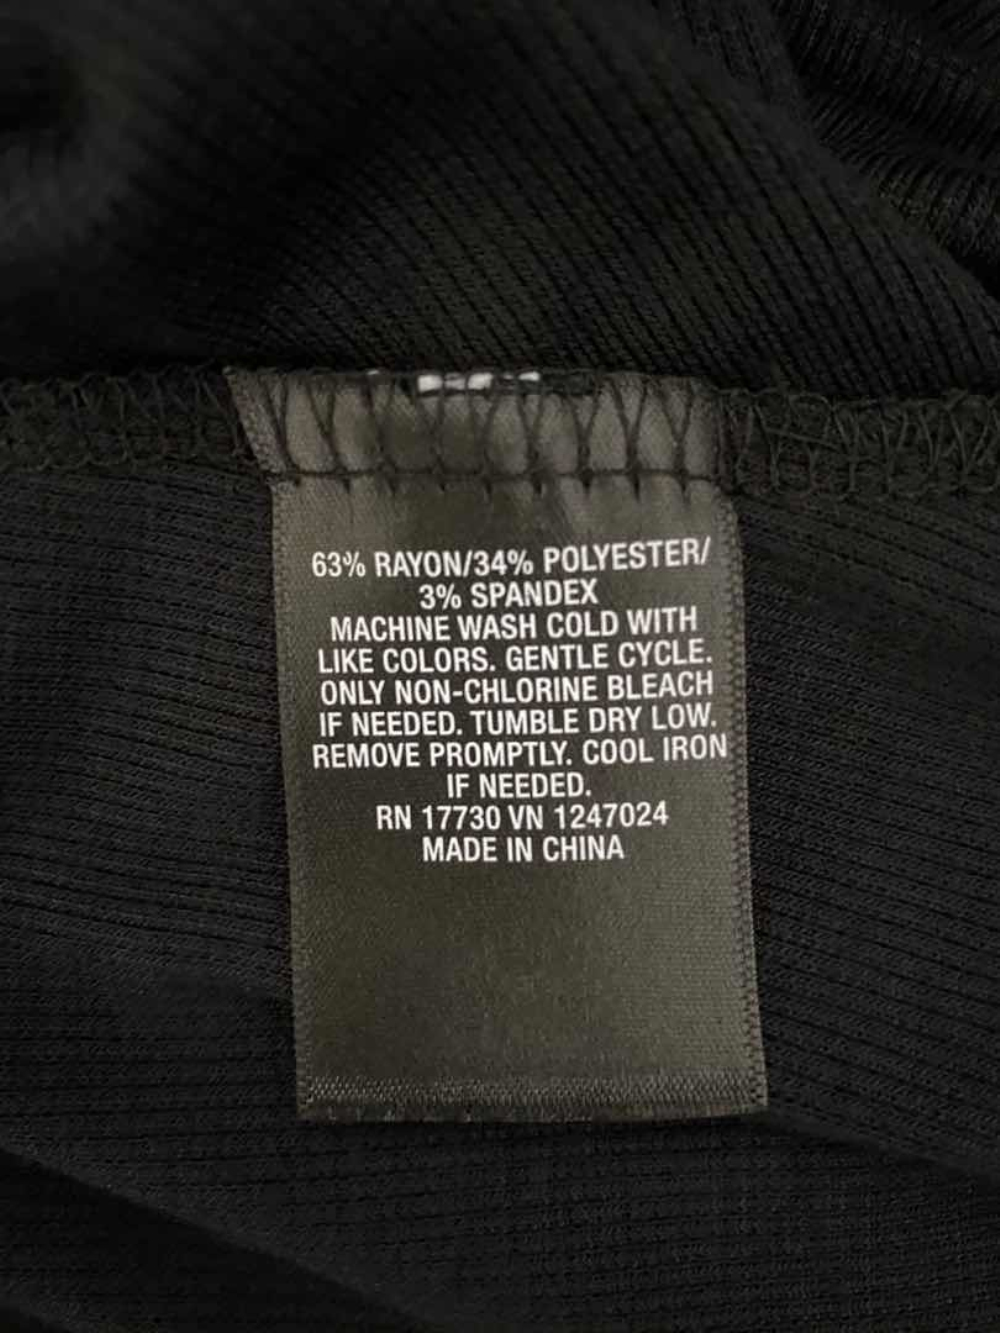 63% RAYON/34% POLYESTER/
3% SPANDEX
MACHINE WASH COLD WITH
LIKE COLORS. GENTLE CYCLE.
ONLY NON-CHLORINE BLEACH
IF NEEDED. TUMBLE DRY LOW.
REMOVE PROMPTLY. COOL IRON
IF NEEDED.
RN 17730 VN 1247024
MADE IN CHINA